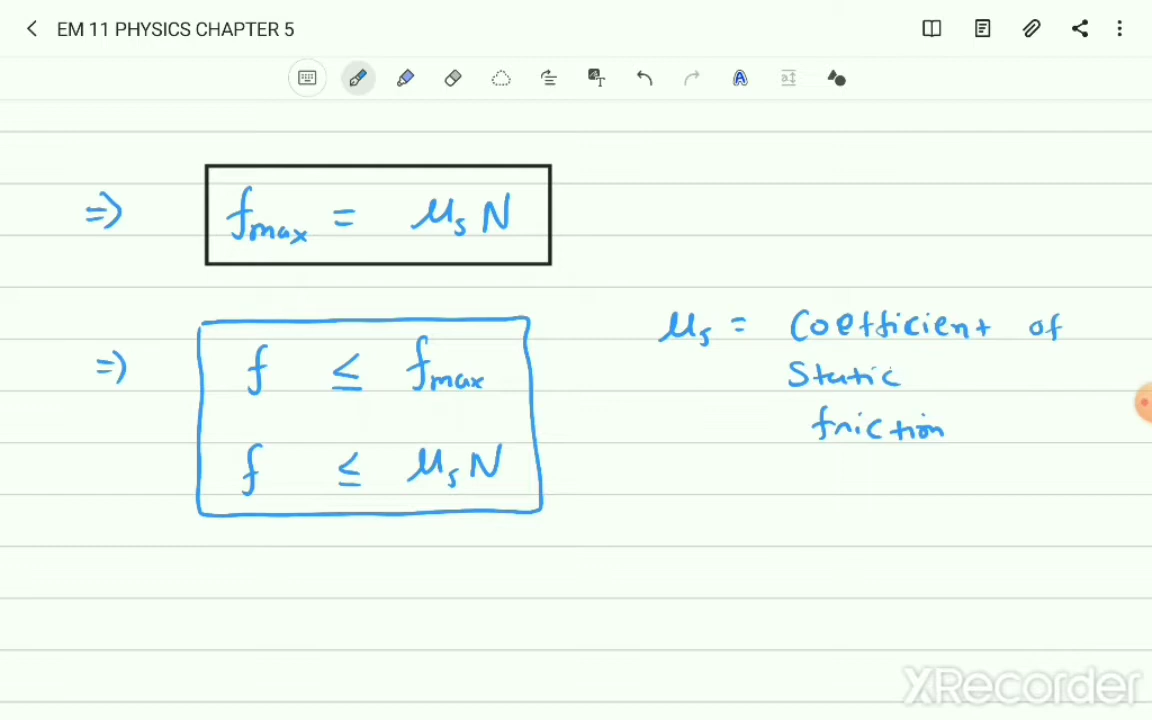 EM 11 PHYSICS CHAPTER 5
=> fmax = μs N
=> f ≤ fmax
f ≤ μs N
μs = Coefficient of
Static
friction
XRecorder